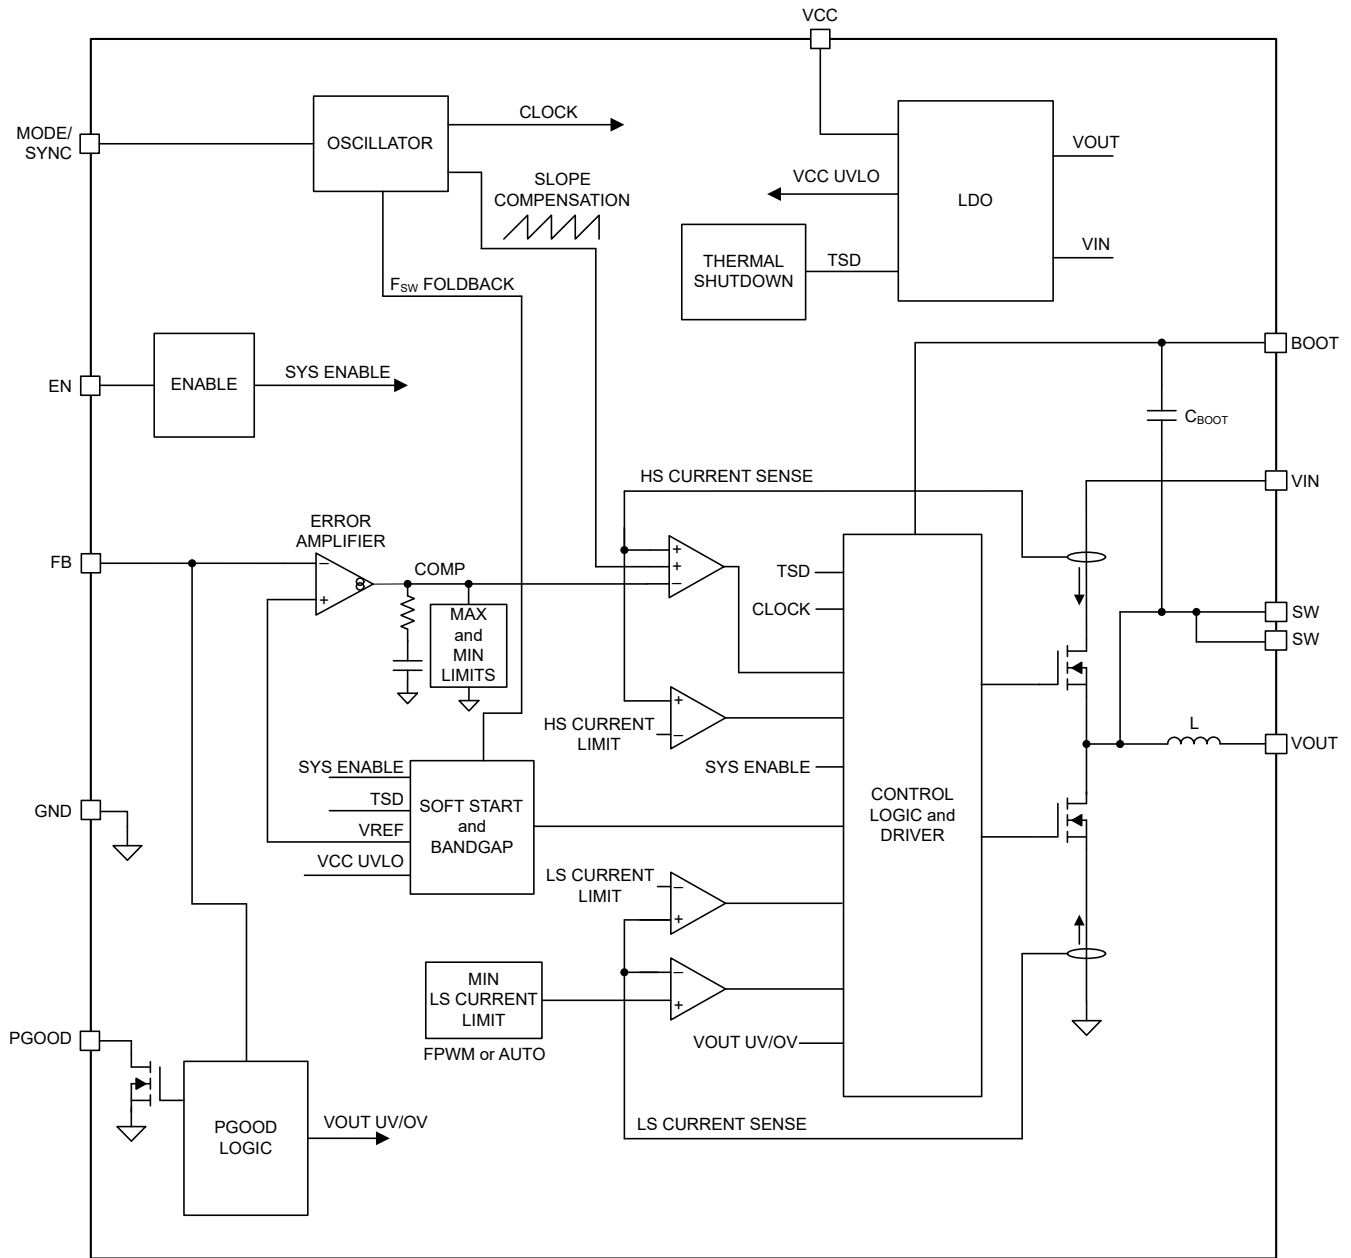 VCC
MODE/
SYNC
OSCILLATOR
CLOCK
SLOPE
COMPENSATION
VCC UVLO
LDO
VOUT
VIN
THERMAL
SHUTDOWN
TSD
FSW FOLDBACK
BOOT
EN
ENABLE
SYS ENABLE
CBOOT
HS CURRENT SENSE
VIN
ERROR
AMPLIFIER
FB
−
+
COMP
+
+
−
TSD
CLOCK
MAX
and
MIN
LIMITS
SW
SW
HS CURRENT
LIMIT
+
−
L
VOUT
SYS ENABLE
SYS ENABLE
TSD
VREF
VCC UVLO
SOFT START
and
BANDGAP
CONTROL
LOGIC and
DRIVER
GND
LS CURRENT
LIMIT
−
+
MIN
LS CURRENT
LIMIT
−
+
FPWM or AUTO
VOUT UV/OV
PGOOD
PGOOD
LOGIC
VOUT UV/OV
LS CURRENT SENSE